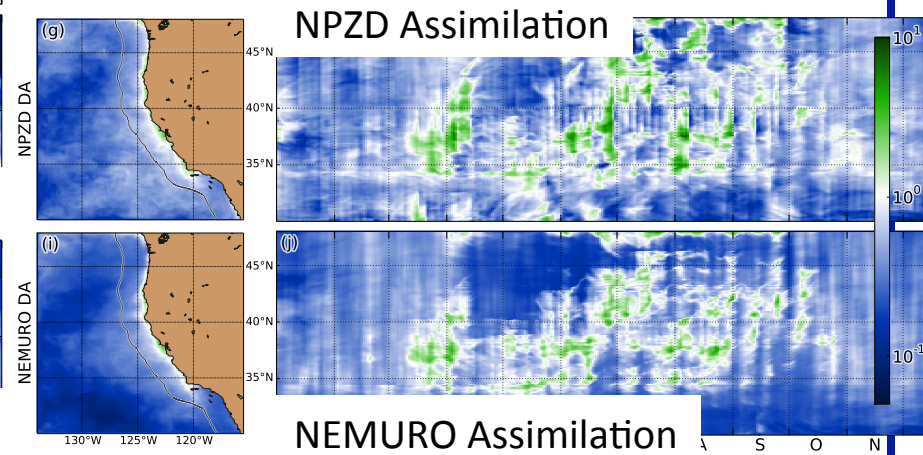 NPZD Assimilation
(g)
NPZD DA
45°N
40°N
35°N
10¹
10⁰
10⁻¹
(i)
(j)
NEMURO DA
45°N
40°N
35°N
130°W 125°W 120°W
NEMURO Assimilation
S O N